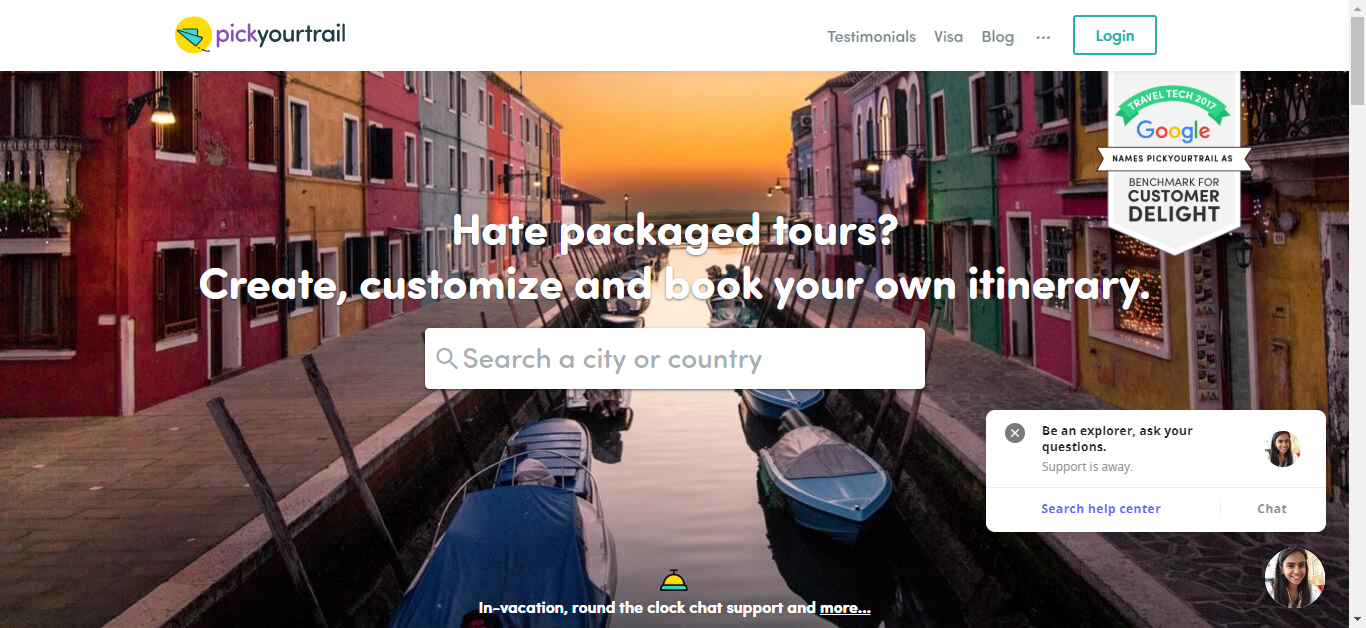 pickyourtrail
Testimonials Visa Blog ... Login
TRAVEL TECH 2017
Google
NAMES PICKYOURTRAIL AS
BENCHMARK FOR
CUSTOMER
DELIGHT
Hate packaged tours?
Create, customize and book your own itinerary.
Search a city or country
Be an explorer, ask your
questions.
Support is away.
Search help center Chat
In-vacation, round the clock chat support and more...